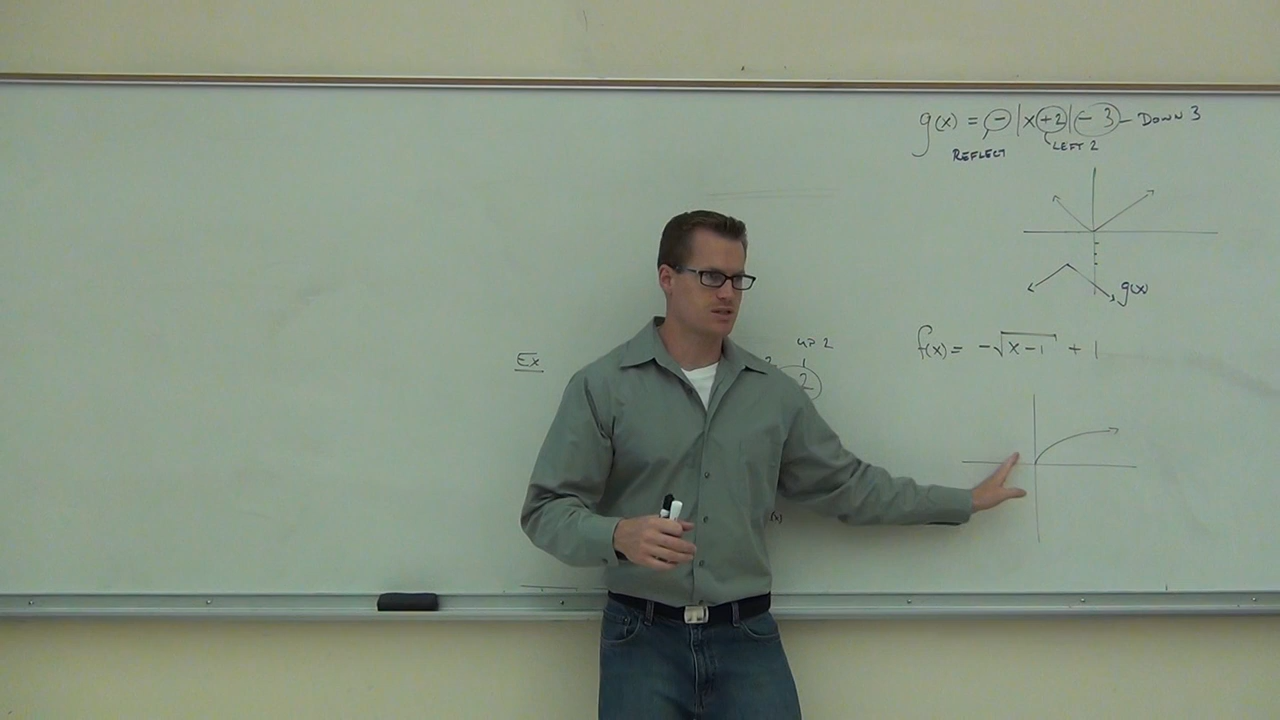 g(x) = - |x+2| - 3 - DOWN 3
REFLECT LEFT 2
g(x)
Ex
up 2
2
f(x) = -√x-1 + 1
(x)